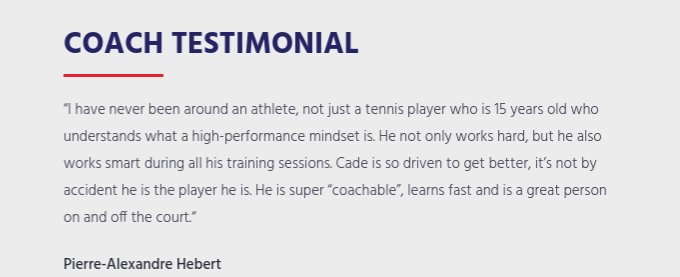 COACH TESTIMONIAL
“I have never been around an athlete, not just a tennis player who is 15 years old who
understands what a high-performance mindset is. He not only works hard, but he also
works smart during all his training sessions. Cade is so driven to get better, it’s not by
accident he is the player he is. He is super “coachable”, learns fast and is a great person
on and off the court.“
Pierre-Alexandre Hebert